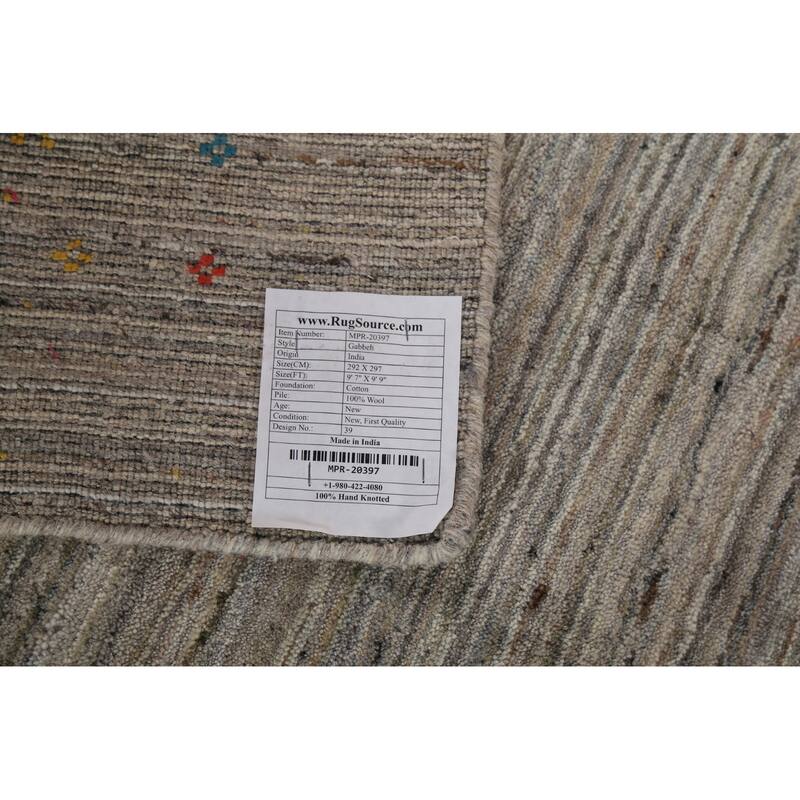 www.RugSource.com
Item Number: MPR-20397
Style Gabbeh
Origin India
Size(CM): 292 X 297
Size(FT): 9' 7" X 9' 9"
Foundation: Cotton
Pile: 100% Wool
Age: New
Condition: New, First Quality
Design No.: 39
Made in India
MPR-20397
+1-980-422-4080
100% Hand Knotted